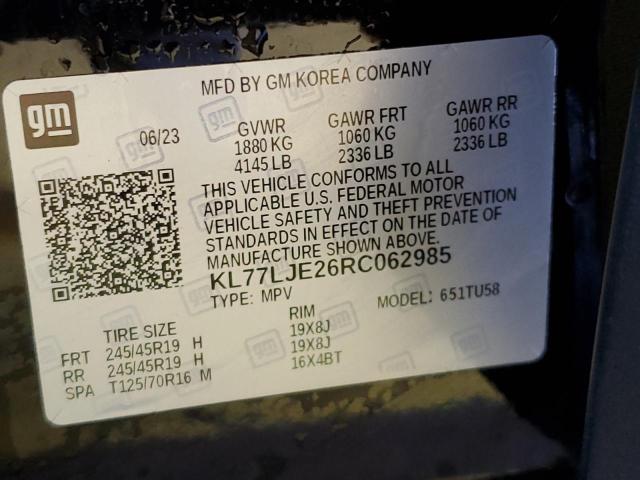 MFD BY GM KOREA COMPANY
gm
06/23
GVWR GAWR FRT GAWR RR
1880 KG 1060 KG 1060 KG
4145 LB 2336 LB 2336 LB
THIS VEHICLE CONFORMS TO ALL
APPLICABLE U.S. FEDERAL MOTOR
VEHICLE SAFETY AND THEFT PREVENTION
STANDARDS IN EFFECT ON THE DATE OF
MANUFACTURE SHOWN ABOVE.
KL77LJE26RC062985
TYPE: MPV MODEL: 651TU58
TIRE SIZE RIM
FRT 245/45R19 H 19X8J
RR 245/45R19 H 19X8J
SPA T125/70R16 M 16X4BT